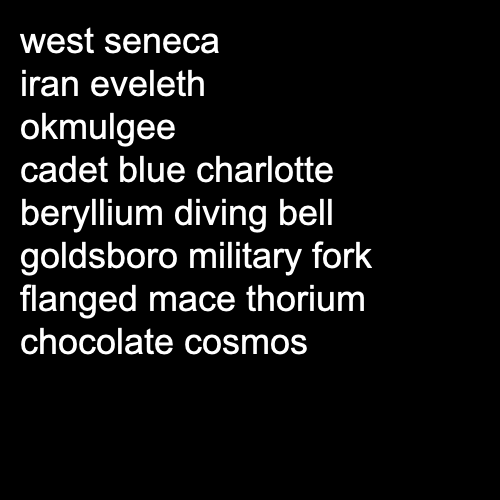 west seneca
iran eveleth
okmulgee
cadet blue charlotte
beryllium diving bell
goldsboro military fork
flanged mace thorium
chocolate cosmos